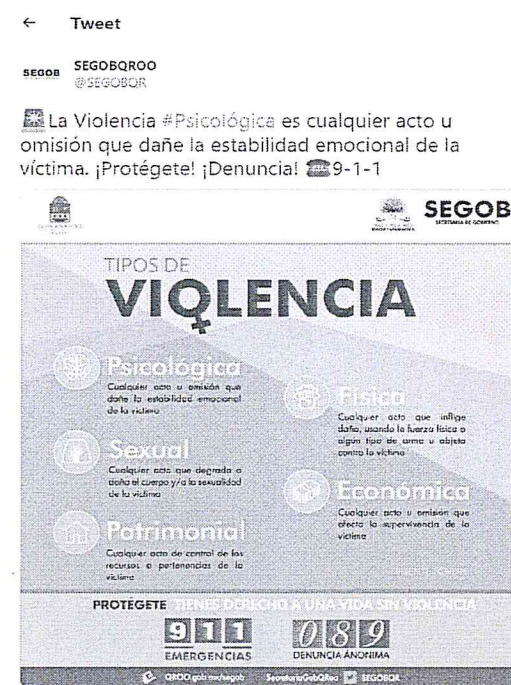 ← Tweet
SEGOB
SEGOBQROO
@SEGOBQR
🚨La Violencia #Psicológica es cualquier acto u
omisión que dañe la estabilidad emocional de la
víctima. ¡Protégete! ¡Denuncia! ☎9-1-1
SEGOB
SECRETARÍA DE GOBIERNO
TIPOS DE
VIOLENCIA
Psicológica
Cualquier acto u omisión que
dañe la estabilidad emocional
de la víctima
Sexual
Cualquier acto que degrada o
daña el cuerpo y/o la sexualidad
de la víctima
Patrimonial
Cualquier acto de control de los
recursos o pertenencias de la
víctima
Física
Cualquier acto que inflige
daño, usando la fuerza física o
algún tipo de arma u objeto
contra la víctima
Económica
Cualquier acto u omisión que
afecta la supervivencia de la
víctima
PROTÉGETE TIENES DERECHO A UNA VIDA SIN VIOLENCIA
911
EMERGENCIAS
089
DENUNCIA ANÓNIMA
QROO.gob.mx/segob SecretariaGobQRoo SEGOBQR